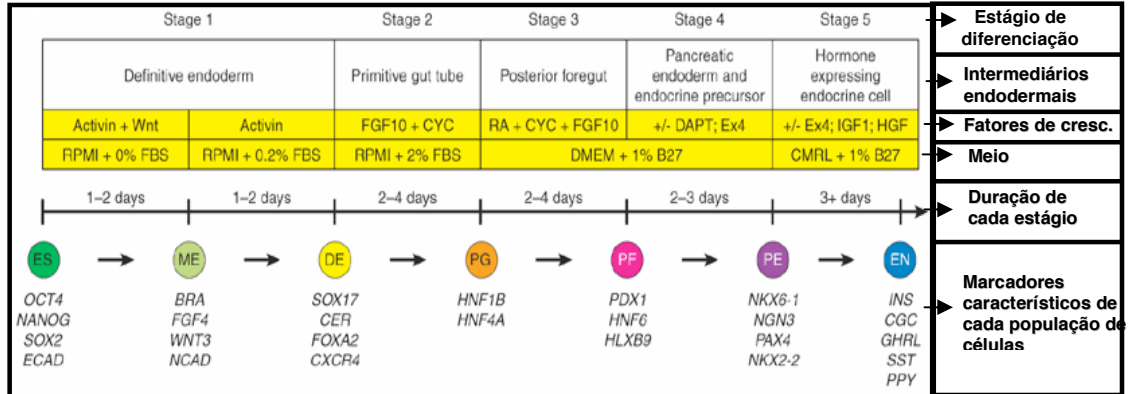 Stage 1 Stage 2 Stage 3 Stage 4 Stage 5
Estágio de
diferenciação
Definitive endoderm Primitive gut tube Posterior foregut
Pancreatic
endoderm and
endocrine precursor
Hormone
expressing
endocrine cell
Intermediários
endodermais
Activin + Wnt Activin FGF10 + CYC RA + CYC + FGF10 +/- DAPT; Ex4 +/- Ex4; IGF1; HGF
Fatores de cresc.
RPMI + 0% FBS RPMI + 0.2% FBS RPMI + 2% FBS DMEM + 1% B27 CMRL + 1% B27
Meio
1–2 days 1–2 days 2–4 days 2–4 days 2–3 days 3+ days
Duração de
cada estágio
ES ME DE PG PF PE EN
OCT4 BRA SOX17 HNF1B PDX1 NKX6-1 INS
NANOG FGF4 CER HNF4A HNF6 NGN3 CGC
SOX2 WNT3 FOXA2 HLXB9 PAX4 GHRL
ECAD NCAD CXCR4 NKX2-2 SST
PPY
Marcadores
característicos de
cada população de
células